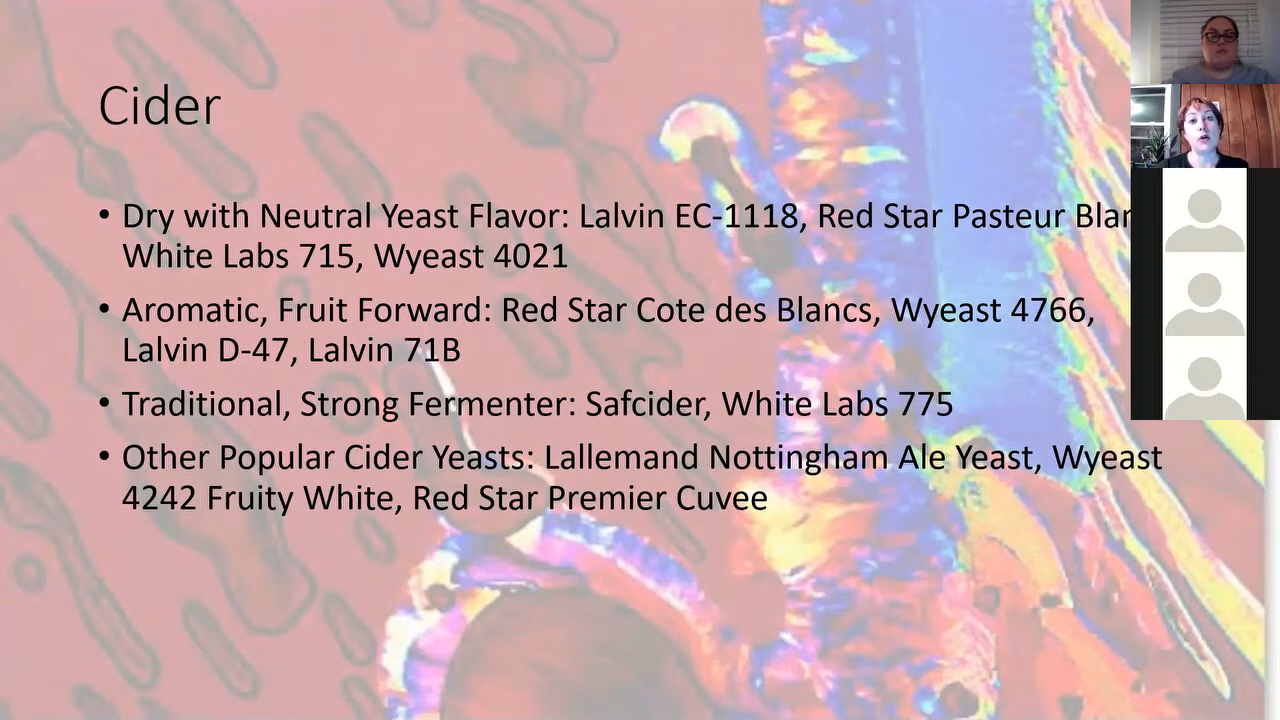 Cider
• Dry with Neutral Yeast Flavor: Lalvin EC-1118, Red Star Pasteur
White Labs 715, Wyeast 4021
• Aromatic, Fruit Forward: Red Star Cote des Blancs, Wyeast 4766,
Lalvin D-47, Lalvin 71B
• Traditional, Strong Fermenter: Safcider, White Labs 775
• Other Popular Cider Yeasts: Lallemand Nottingham Ale Yeast, Wyeast
4242 Fruity White, Red Star Premier Cuvee